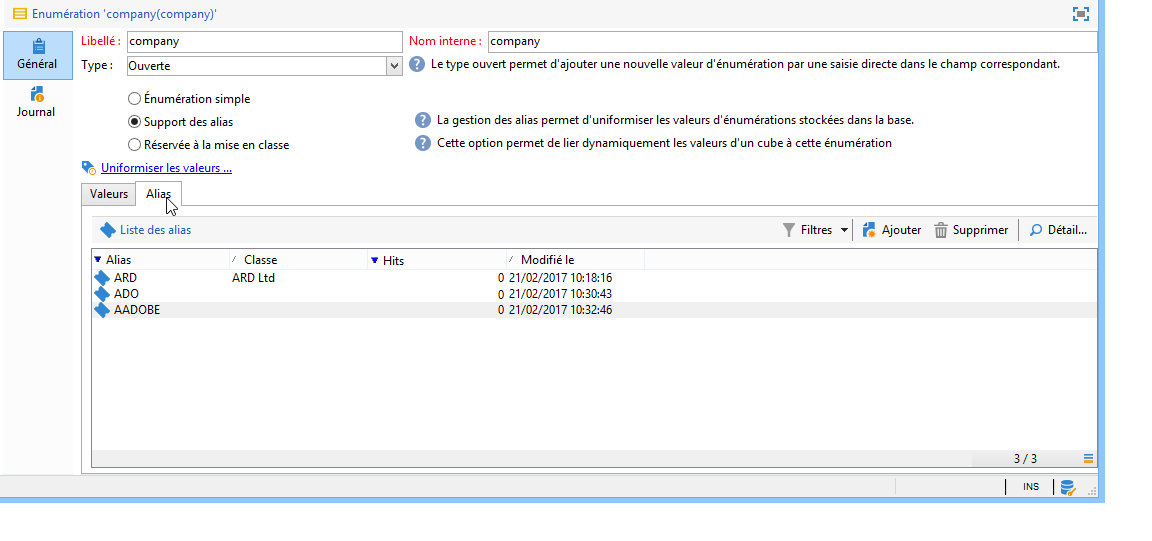 Enumération 'company(company)'
Général
Journal
Libellé : company Nom interne : company
Type : Ouverte Le type ouvert permet d'ajouter une nouvelle valeur d'énumération par une saisie directe dans le champ correspondant.
Énumération simple
Support des alias La gestion des alias permet d'uniformiser les valeurs d'énumérations stockées dans la base.
Réservée à la mise en classe Cette option permet de lier dynamiquement les valeurs d'un cube à cette énumération
Uniformiser les valeurs ...
Valeurs Alias
Liste des alias Filtres Ajouter Supprimer Détail...
Alias Classe Hits Modifié le
ARD ARD Ltd 0 21/02/2017 10:18:16
ADO 0 21/02/2017 10:30:43
AADOBE 0 21/02/2017 10:32:46
3 / 3
INS